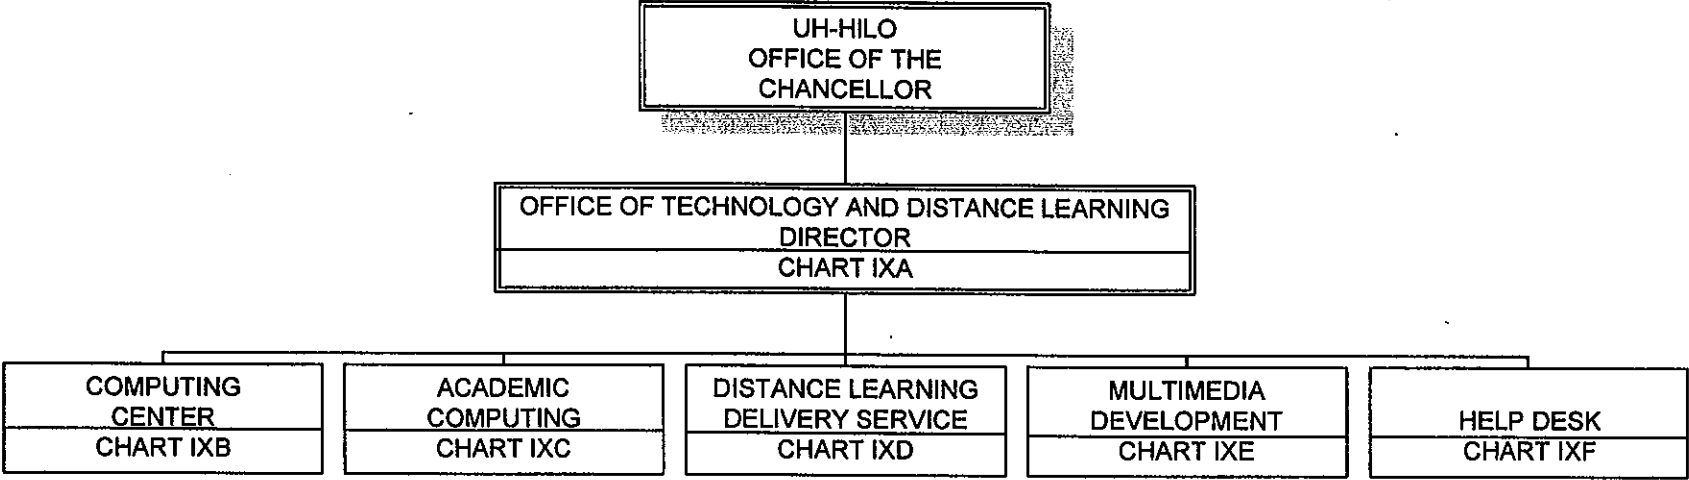 UH-HILO
OFFICE OF THE
CHANCELLOR
OFFICE OF TECHNOLOGY AND DISTANCE LEARNING
DIRECTOR
CHART IXA
COMPUTING
CENTER
CHART IXB
ACADEMIC
COMPUTING
CHART IXC
DISTANCE LEARNING
DELIVERY SERVICE
CHART IXD
MULTIMEDIA
DEVELOPMENT
CHART IXE
HELP DESK
CHART IXF